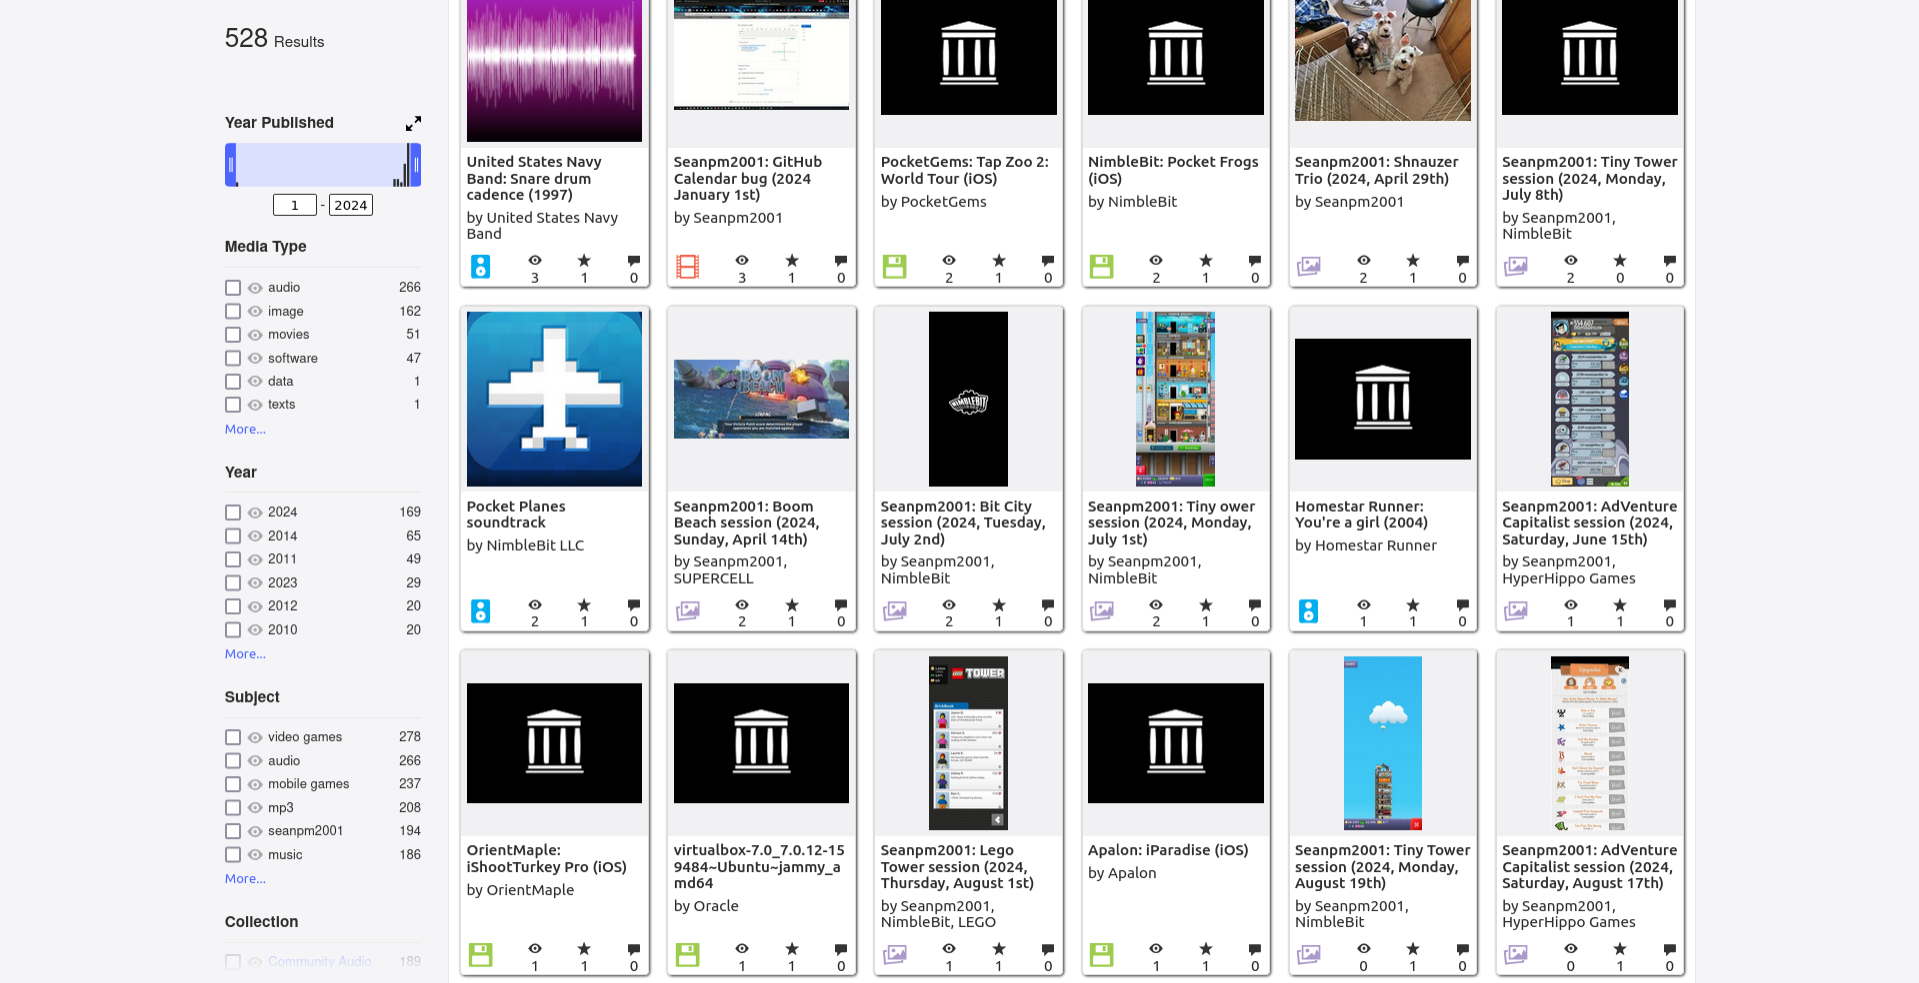 528 Results
Year Published
1 - 2024
Media Type
audio 266
image 162
movies 51
software 47
data 1
texts 1
More...
Year
2024 169
2014 65
2011 49
2023 29
2012 20
2010 20
More...
Subject
video games 278
audio 266
mobile games 237
mp3 208
seanpm2001 194
music 186
More...
Collection
Community Audio 189
United States Navy
Band: Snare drum
cadence (1997)
by United States Navy
Band
3 1 0
Seanpm2001: GitHub
Calendar bug (2024
January 1st)
by Seanpm2001
3 1 0
PocketGems: Tap Zoo 2:
World Tour (iOS)
by PocketGems
2 1 0
NimbleBit: Pocket Frogs
(iOS)
by NimbleBit
2 1 0
Seanpm2001: Shnauzer
Trio (2024, April 29th)
by Seanpm2001
2 1 0
Seanpm2001: Tiny Tower
session (2024, Monday,
July 8th)
by Seanpm2001,
NimbleBit
2 0 0
Pocket Planes
soundtrack
by NimbleBit LLC
2 1 0
BOOM
BEACH
Seanpm2001: Boom
Beach session (2024,
Sunday, April 14th)
by Seanpm2001,
SUPERCELL
2 1 0
NIMBLEBIT
Seanpm2001: Bit City
session (2024, Tuesday,
July 2nd)
by Seanpm2001,
NimbleBit
2 1 0
Seanpm2001: Tiny ower
session (2024, Monday,
July 1st)
by Seanpm2001,
NimbleBit
2 1 0
Homestar Runner:
You're a girl (2004)
by Homestar Runner
1 1 0
Seanpm2001: AdVenture
Capitalist session (2024,
Saturday, June 15th)
by Seanpm2001,
HyperHippo Games
1 1 0
OrientMaple:
iShootTurkey Pro (iOS)
by OrientMaple
1 1 0
virtualbox-7.0_7.0.12-15
9484~Ubuntu~jammy_a
md64
by Oracle
1 1 0
LEGO TOWER
Seanpm2001: Lego
Tower session (2024,
Thursday, August 1st)
by Seanpm2001,
NimbleBit, LEGO
1 1 0
Apalon: iParadise (iOS)
by Apalon
1 1 0
Seanpm2001: Tiny Tower
session (2024, Monday,
August 19th)
by Seanpm2001,
NimbleBit
0 1 0
Upgrades
Seanpm2001: AdVenture
Capitalist session (2024,
Saturday, August 17th)
by Seanpm2001,
HyperHippo Games
0 1 0